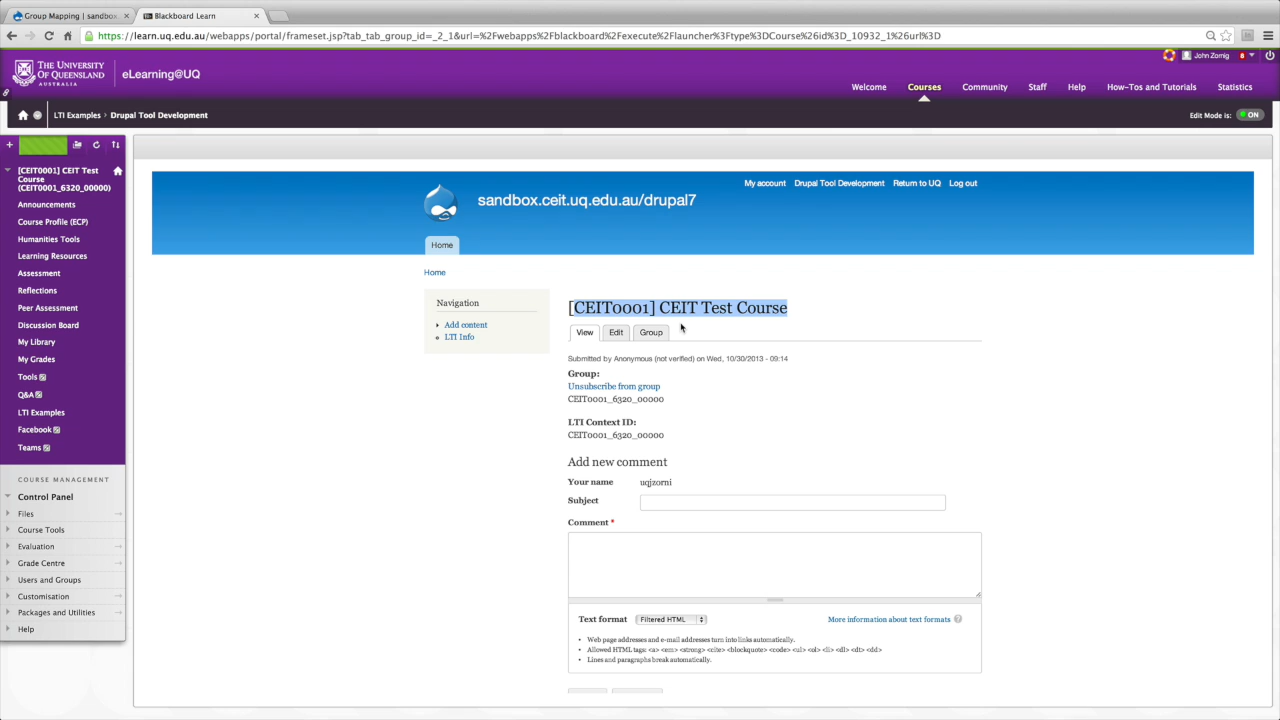 Group Mapping | sandbox.
Blackboard Learn
https://learn.uq.edu.au/webapps/portal/frameset.jsp?tab_tab_group_id=_2_1&url=%2Fwebapps%2Fblackboard%2Fexecute%2Flauncher%3Ftype%3DCourse%26id%3D_10932_1%26url%3D
THE UNIVERSITY
OF QUEENSLAND
AUSTRALIA
eLearning@UQ
John Zornig
8
Welcome
Courses
Community
Staff
Help
How-Tos and Tutorials
Statistics
LTI Examples
Drupal Tool Development
Edit Mode is:
ON
[CEIT0001] CEIT Test
Course
(CEIT0001_6320_00000)
Announcements
Course Profile (ECP)
Humanities Tools
Learning Resources
Assessment
Reflections
Peer Assessment
Discussion Board
My Library
My Grades
Tools
Q&A
LTI Examples
Facebook
Teams
COURSE MANAGEMENT
Control Panel
Files
Course Tools
Evaluation
Grade Centre
Users and Groups
Customisation
Packages and Utilities
Help
My account
Drupal Tool Development
Return to UQ
Log out
sandbox.ceit.uq.edu.au/drupal7
Home
Home
Navigation
Add content
LTI Info
[CEIT0001] CEIT Test Course
View
Edit
Group
Submitted by Anonymous (not verified) on Wed, 10/30/2013 - 09:14
Group:
Unsubscribe from group
CEIT0001_6320_00000
LTI Context ID:
CEIT0001_6320_00000
Add new comment
Your name uqjzorni
Subject
Comment *
Text format Filtered HTML
More information about text formats ?
• Web page addresses and e-mail addresses turn into links automatically.
• Allowed HTML tags: <a> <em> <strong> <cite> <blockquote> <code> <ul> <ol> <li> <dl> <dt> <dd>
• Lines and paragraphs break automatically.